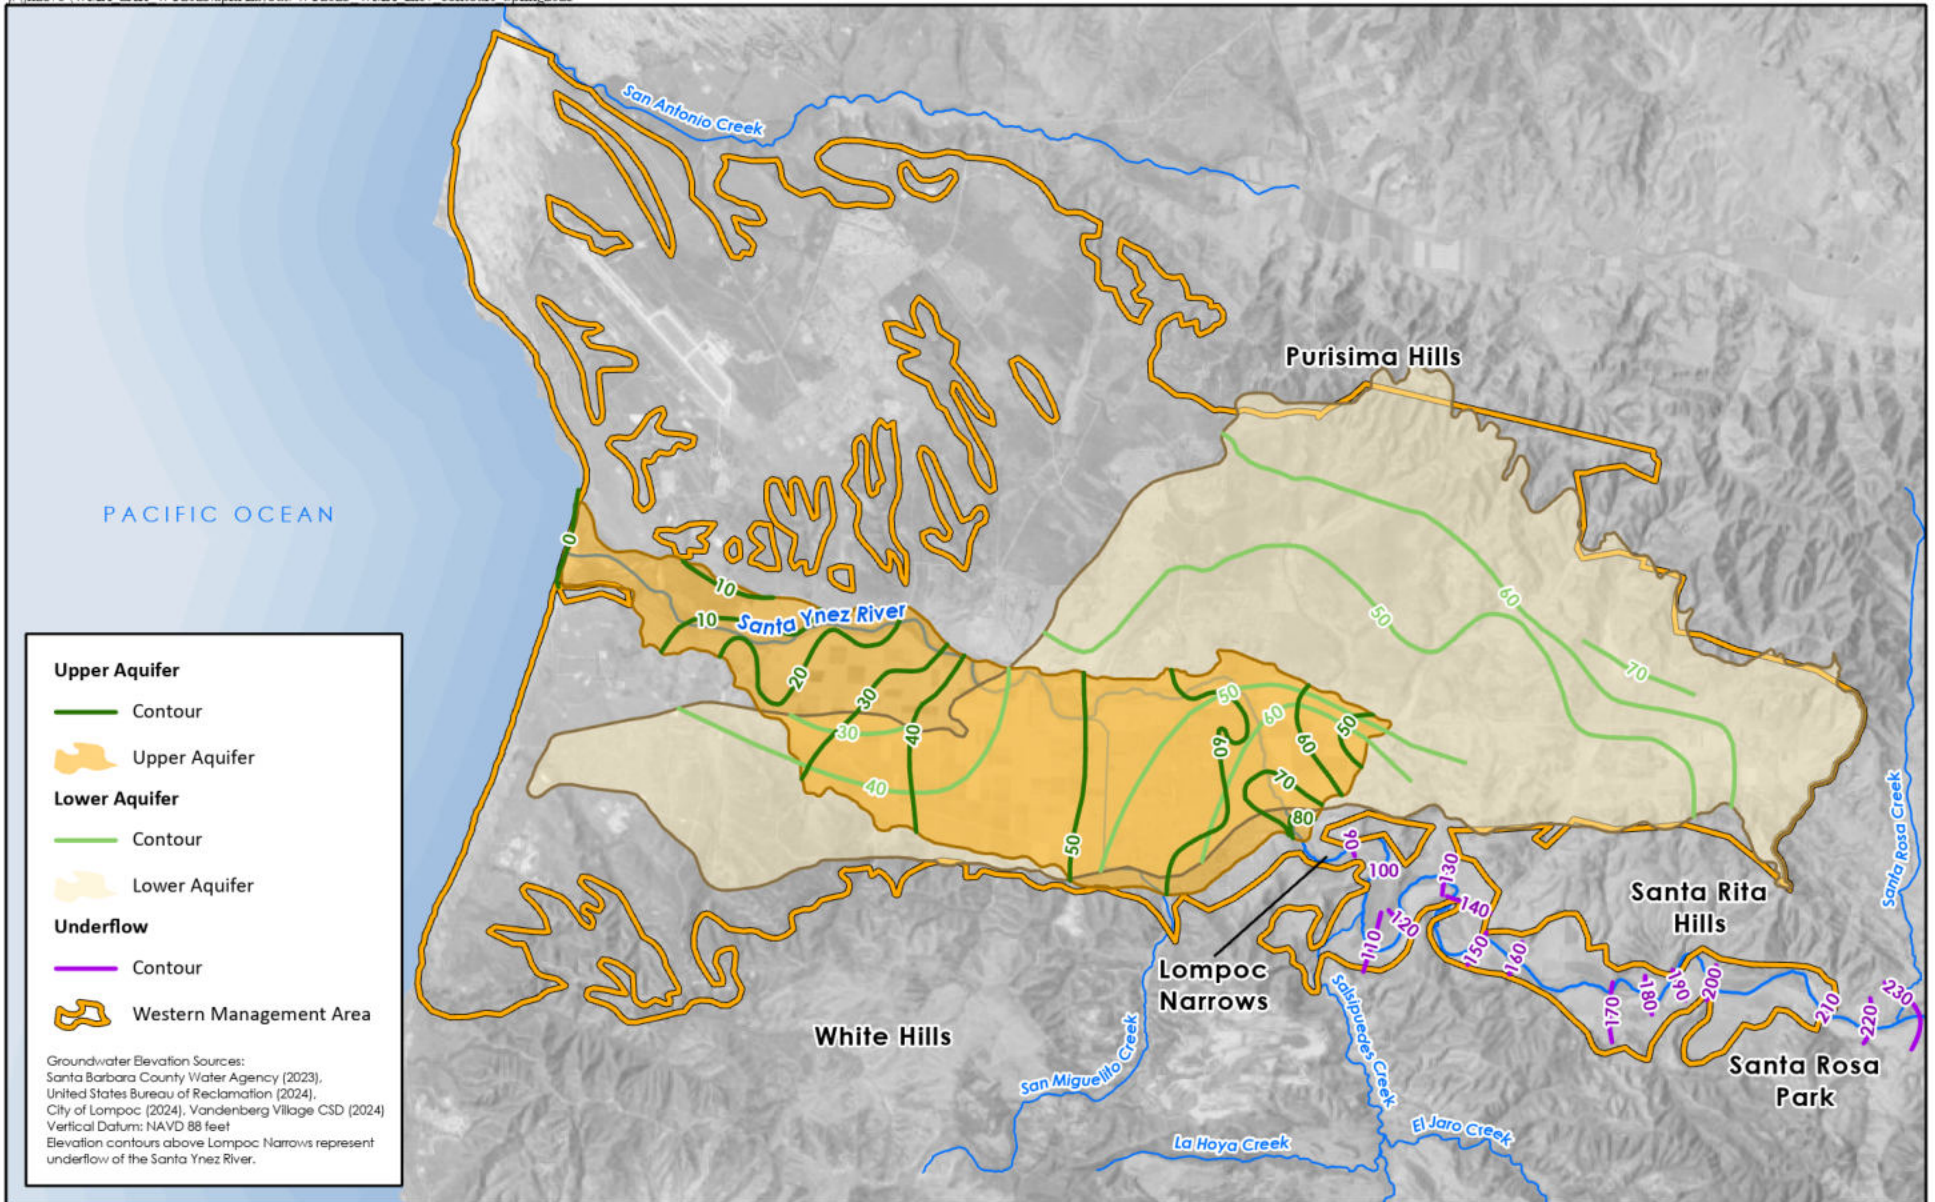 San Antonio Creek
Purisima Hills
PACIFIC OCEAN
0
10
10
Santa Ynez River
20
30
30
40
40
50
50
50
60
60
60
50
70
80
50
60
70
Upper Aquifer
Contour
Upper Aquifer
Lower Aquifer
Contour
Lower Aquifer
Underflow
Contour
Western Management Area
Groundwater Elevation Sources:
Santa Barbara County Water Agency (2023),
United States Bureau of Reclamation (2024),
City of Lompoc (2024), Vandenberg Village CSD (2024)
Vertical Datum: NAVD 88 feet
Elevation contours above Lompoc Narrows represent
underflow of the Santa Ynez River.
90
100
110
120
130
140
150
160
170
180
190
200
210
220
230
Santa Rosa Creek
Santa Rita
Hills
Lompoc
Narrows
White Hills
Santa Rosa
Park
San Miguelito Creek
Salsipuedes Creek
La Hoya Creek
El Jaro Creek